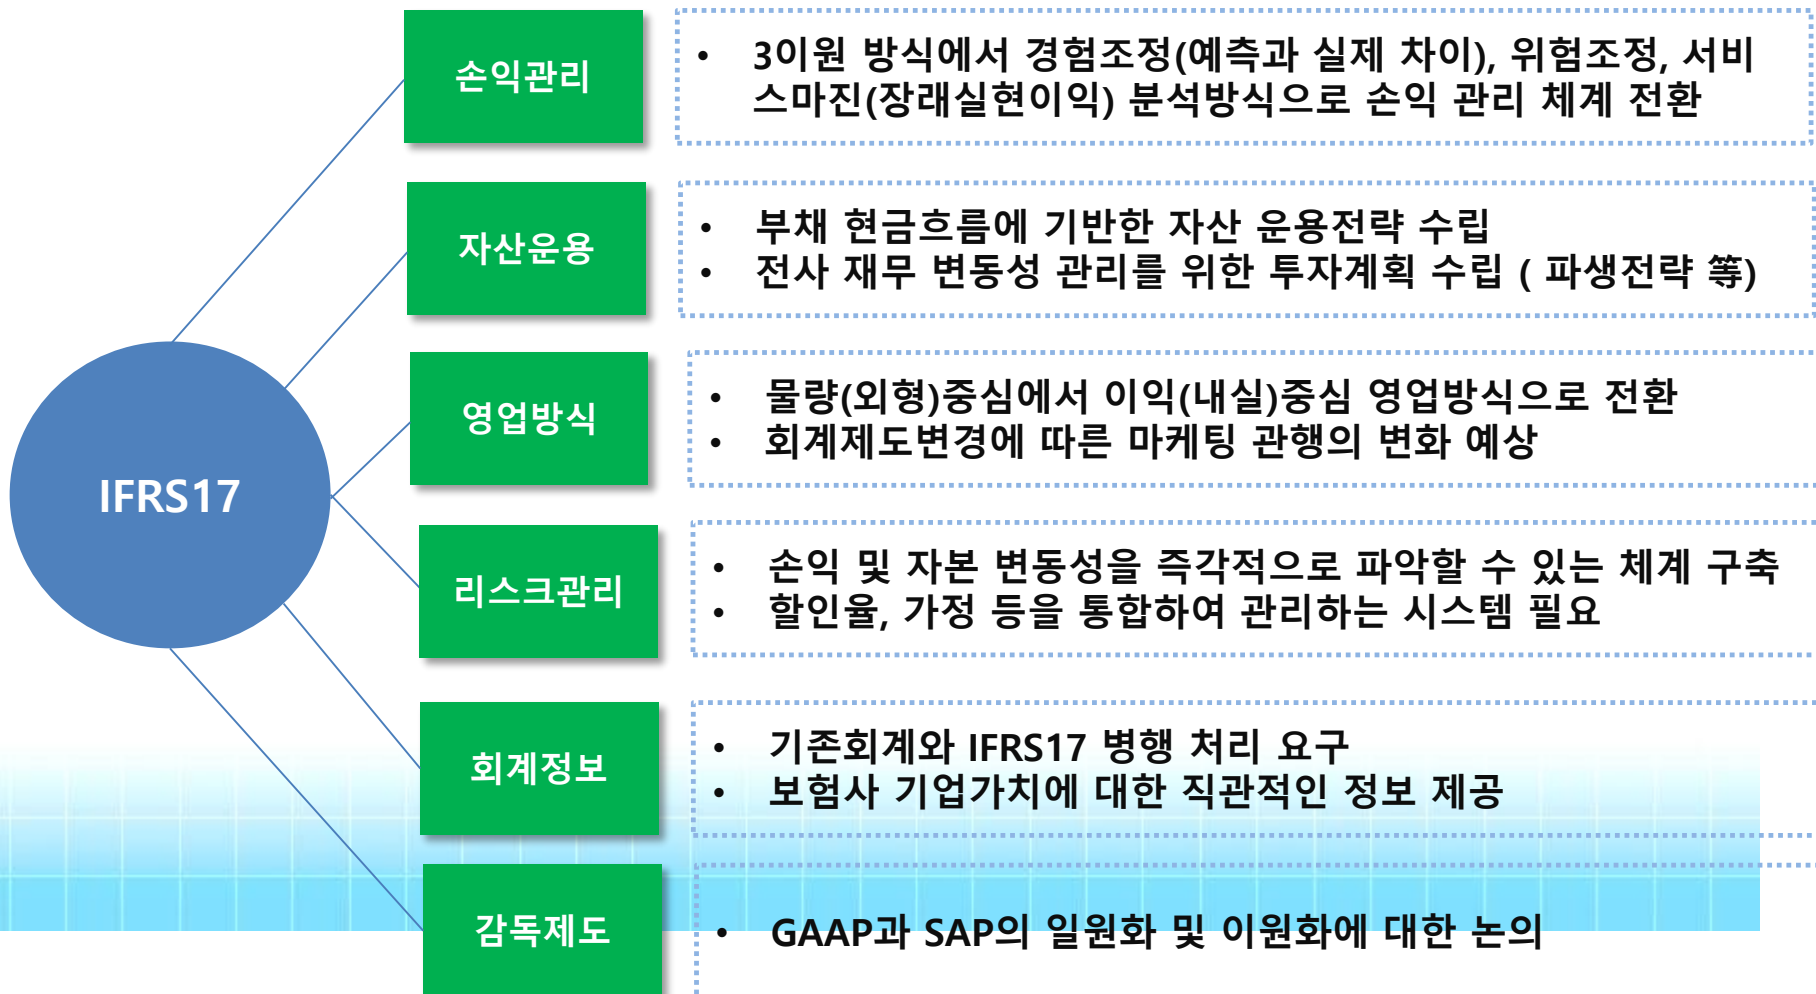 손익관리
• 3이원 방식에서 경험조정(예측과 실제 차이), 위험조정, 서비
스마진(장래실현이익) 분석방식으로 손익 관리 체계 전환
자산운용
• 부채 현금흐름에 기반한 자산 운용전략 수립
• 전사 재무 변동성 관리를 위한 투자계획 수립 ( 파생전략 等)
영업방식
• 물량(외형)중심에서 이익(내실)중심 영업방식으로 전환
• 회계제도변경에 따른 마케팅 관행의 변화 예상
IFRS17
리스크관리
• 손익 및 자본 변동성을 즉각적으로 파악할 수 있는 체계 구축
• 할인율, 가정 등을 통합하여 관리하는 시스템 필요
회계정보
• 기존회계와 IFRS17 병행 처리 요구
• 보험사 기업가치에 대한 직관적인 정보 제공
감독제도
• GAAP과 SAP의 일원화 및 이원화에 대한 논의